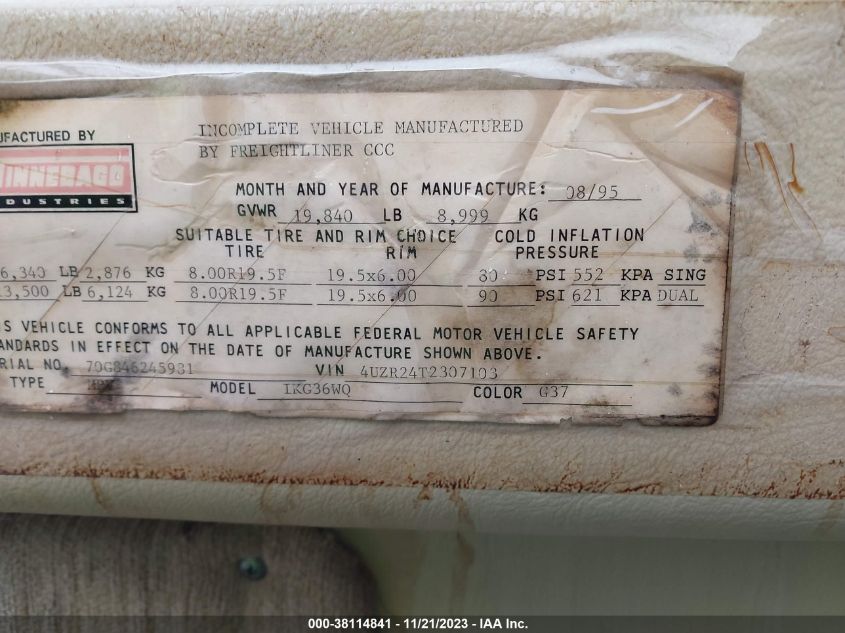 UFACTURED BY
INCOMPLETE VEHICLE MANUFACTURED
BY FREIGHTLINER CCC
INNEBAGO
DUSTRIES
MONTH AND YEAR OF MANUFACTURE: 08/95
GVWR 19,840 LB 8,999 KG
SUITABLE TIRE AND RIM CHOICE COLD INFLATION
TIRE RIM PRESSURE
6,340 LB 2,876 KG 8.00R19.5F 19.5x6.00 80 PSI 552 KPA SING
13,500 LB 6,124 KG 8.00R19.5F 19.5x6.00 90 PSI 621 KPA DUAL
S VEHICLE CONFORMS TO ALL APPLICABLE FEDERAL MOTOR VEHICLE SAFETY
ANDARDS IN EFFECT ON THE DATE OF MANUFACTURE SHOWN ABOVE.
RIAL NO. 70G846245981 VIN 4UZR24T2307103
TYPE MODEL IKG36WQ COLOR G37
000-38114841 - 11/21/2023 - IAA Inc.